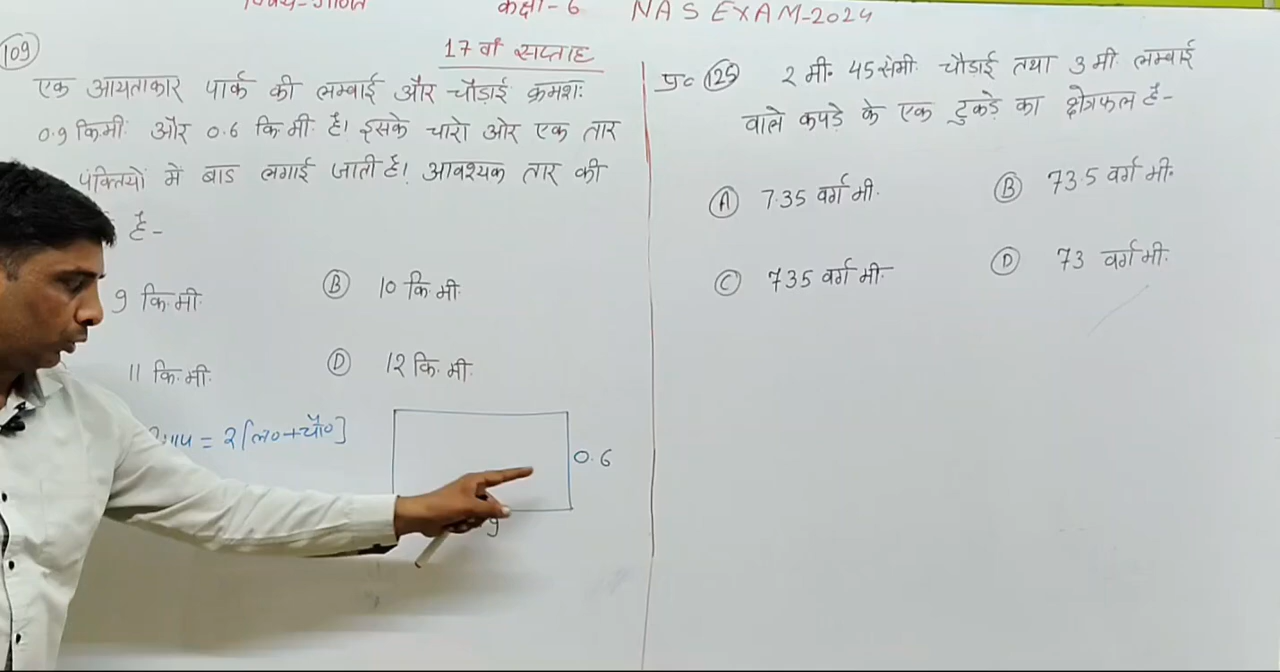 कक्षा-6 NAS EXAM-2024
109
17 वाँ सप्ताह
एक आयताकार पार्क की लम्बाई और चौड़ाई क्रमशः
0.9 किमी और 0.6 कि.मी है। इसके चारो ओर एक तार
पंक्तियों में बाड लगाई जाती है। आवश्यक तार की
है-
9 कि.मी.
B 10 कि.मी.
11 कि.मी.
D 12 कि.मी.
= 2[ल०+चौ०]
0.6
9
प्र० 125 2 मी. 45 सेमी चौडाई तथा 3 मी लम्बाई
वाले कपडे के एक टुकडे का क्षेत्रफल है-
A 7.35 वर्ग मी.
B 73.5 वर्ग मी.
C 735 वर्ग मी.
D 73 वर्ग मी.